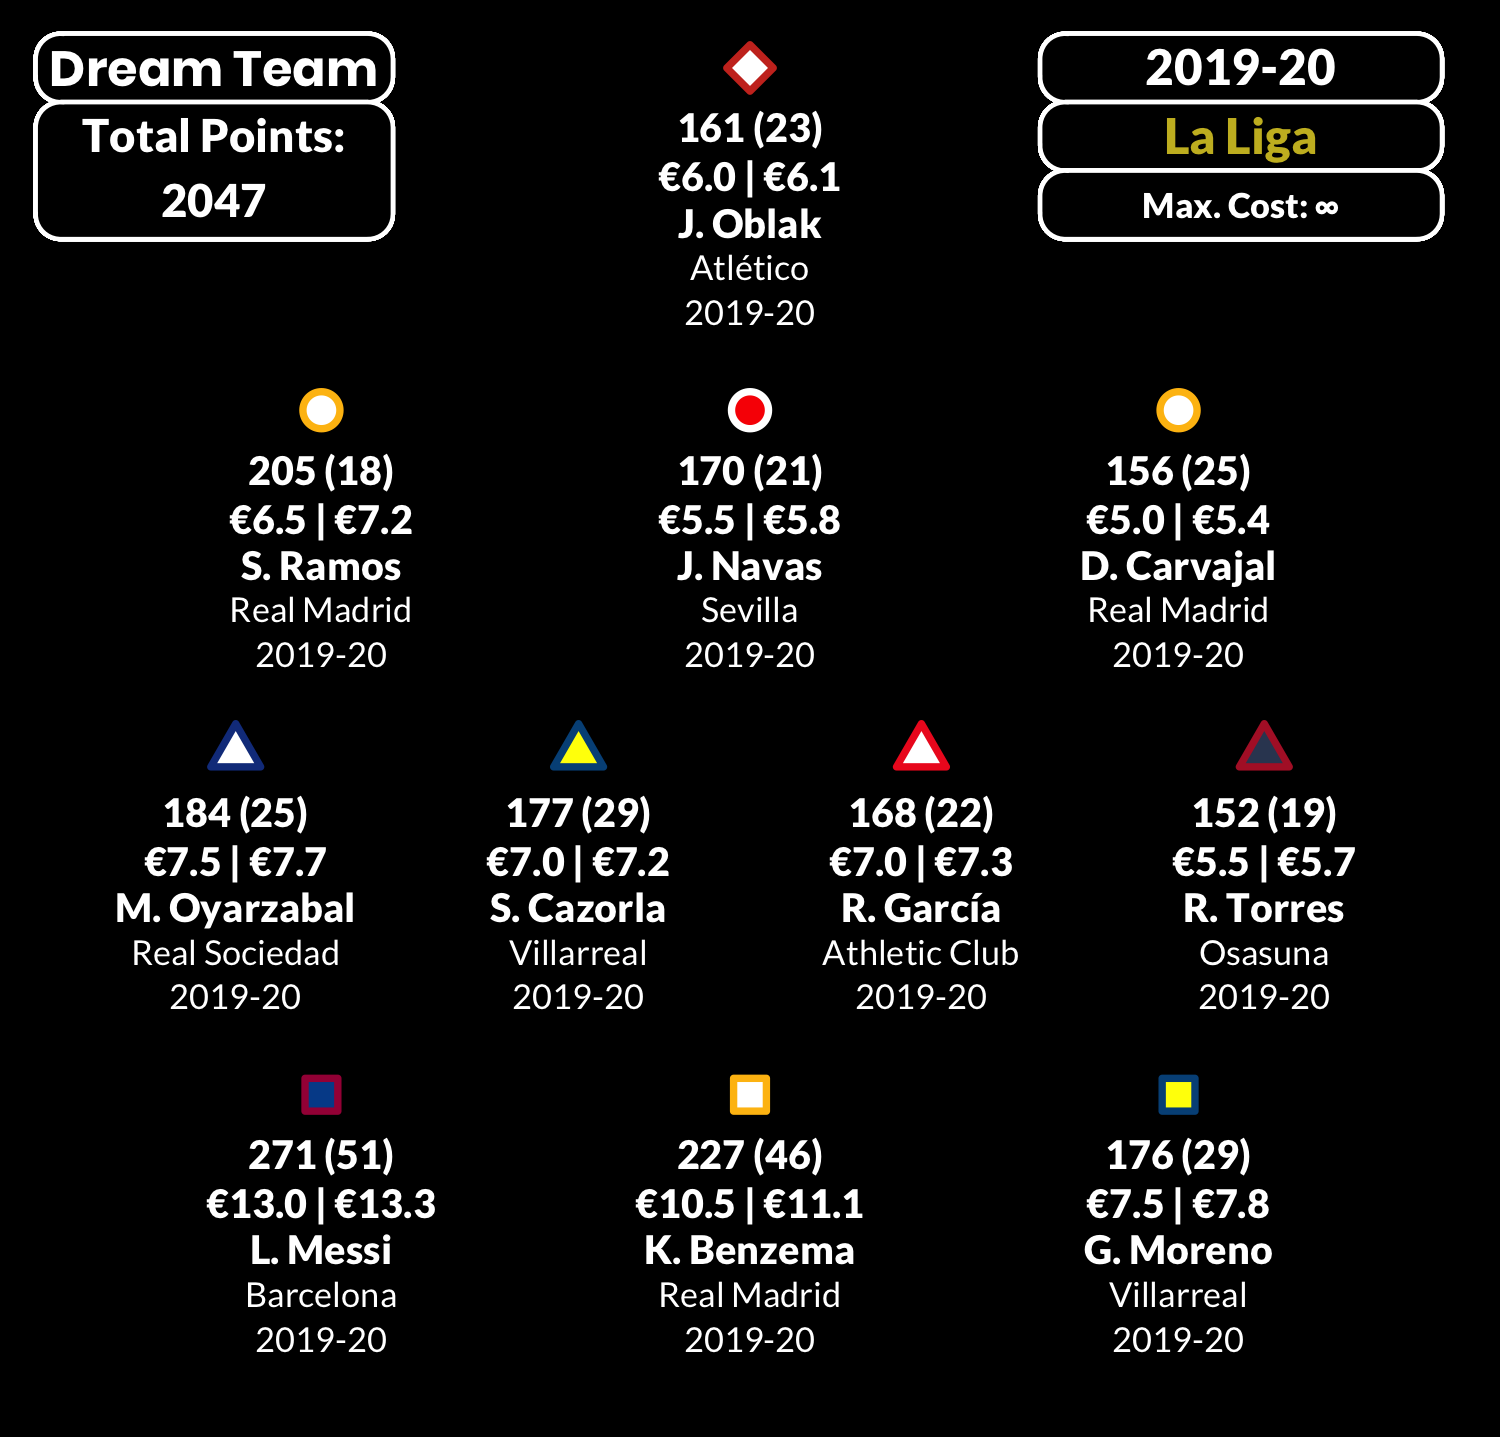 Dream Team
Total Points:
2047
2019-20
La Liga
Max. Cost: ∞
161 (23)
€6.0 | €6.1
J. Oblak
Atlético
2019-20
205 (18)
€6.5 | €7.2
S. Ramos
Real Madrid
2019-20
170 (21)
€5.5 | €5.8
J. Navas
Sevilla
2019-20
156 (25)
€5.0 | €5.4
D. Carvajal
Real Madrid
2019-20
184 (25)
€7.5 | €7.7
M. Oyarzabal
Real Sociedad
2019-20
177 (29)
€7.0 | €7.2
S. Cazorla
Villarreal
2019-20
168 (22)
€7.0 | €7.3
R. García
Athletic Club
2019-20
152 (19)
€5.5 | €5.7
R. Torres
Osasuna
2019-20
271 (51)
€13.0 | €13.3
L. Messi
Barcelona
2019-20
227 (46)
€10.5 | €11.1
K. Benzema
Real Madrid
2019-20
176 (29)
€7.5 | €7.8
G. Moreno
Villarreal
2019-20